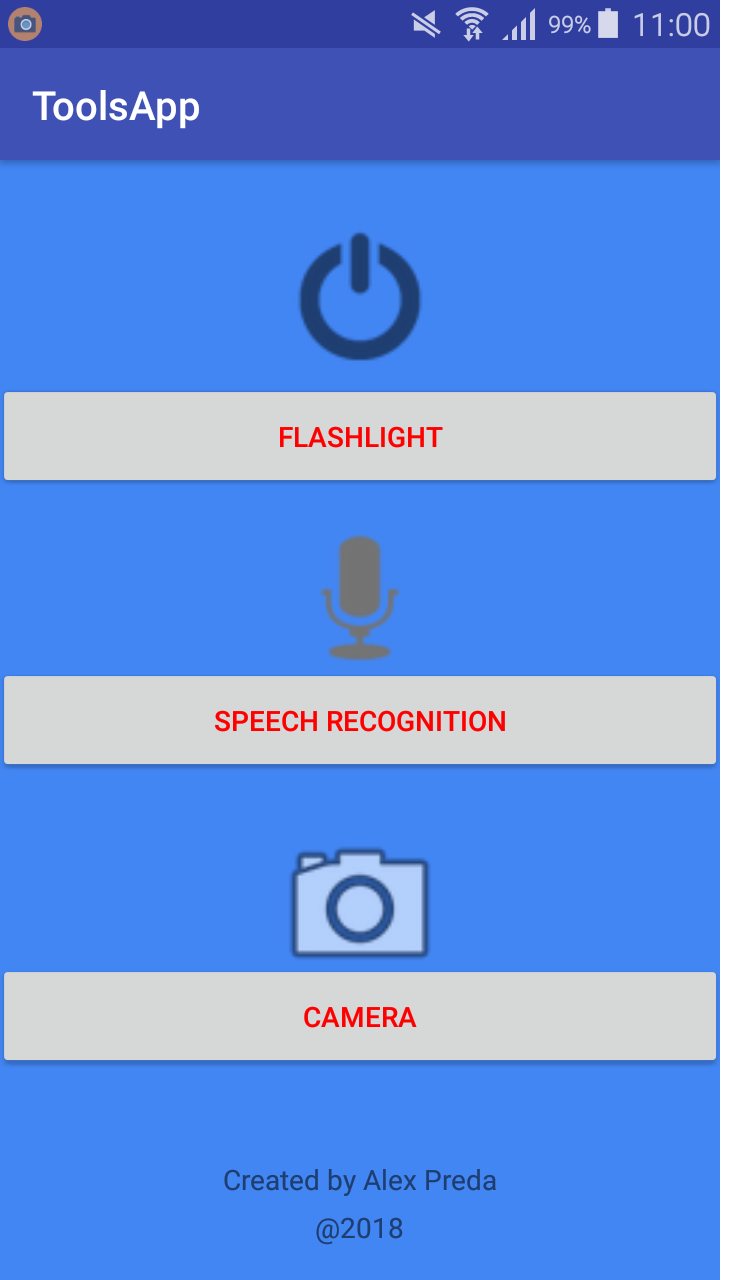 99% 11:00
ToolsApp
FLASHLIGHT
SPEECH RECOGNITION
CAMERA
Created by Alex Preda
@2018